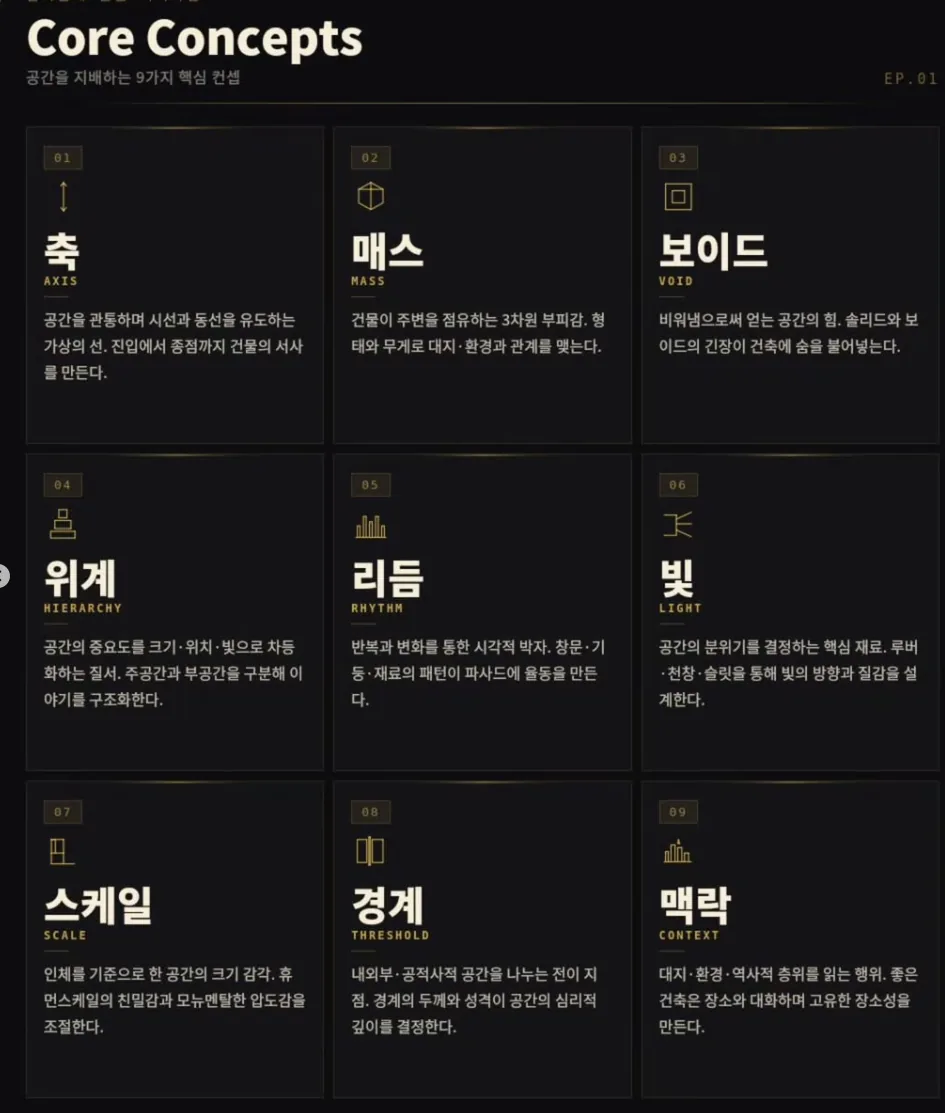 Core Concepts
공간을 지배하는 9가지 핵심 컨셉
EP.01
01
축
AXIS
공간을 관통하며 시선과 동선을 유도하는
가상의 선. 진입에서 종점까지 건물의 서사
를 만든다.
02
매스
MASS
건물이 주변을 점유하는 3차원 부피감. 형
태와 무게로 대지·환경과 관계를 맺는다.
03
보이드
VOID
비워냄으로써 얻는 공간의 힘. 솔리드와 보
이드의 긴장이 건축에 숨을 불어넣는다.
04
위계
HIERARCHY
공간의 중요도를 크기·위치·빛으로 차등
화하는 질서. 주공간과 부공간을 구분해 이
야기를 구조화한다.
05
리듬
RHYTHM
반복과 변화를 통한 시각적 박자. 창문·기
둥·재료의 패턴이 파사드에 율동을 만든
다.
06
빛
LIGHT
공간의 분위기를 결정하는 핵심 재료. 루버
·천창·슬릿을 통해 빛의 방향과 질감을 설
계한다.
07
스케일
SCALE
인체를 기준으로 한 공간의 크기 감각. 휴
먼스케일의 친밀감과 모뉴멘탈한 압도감을
조절한다.
08
경계
THRESHOLD
내외부·공적사적 공간을 나누는 전이 지
점. 경계의 두께와 성격이 공간의 심리적
깊이를 결정한다.
09
맥락
CONTEXT
대지·환경·역사적 층위를 읽는 행위. 좋은
건축은 장소와 대화하며 고유한 장소성을
만든다.